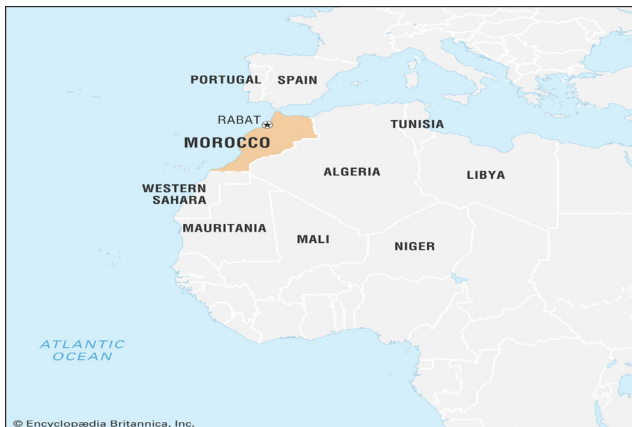 PORTUGAL SPAIN
RABAT
TUNISIA
MOROCCO
ALGERIA
LIBYA
WESTERN
SAHARA
MAURITANIA
MALI
NIGER
ATLANTIC
OCEAN
© Encyclopædia Britannica, Inc.